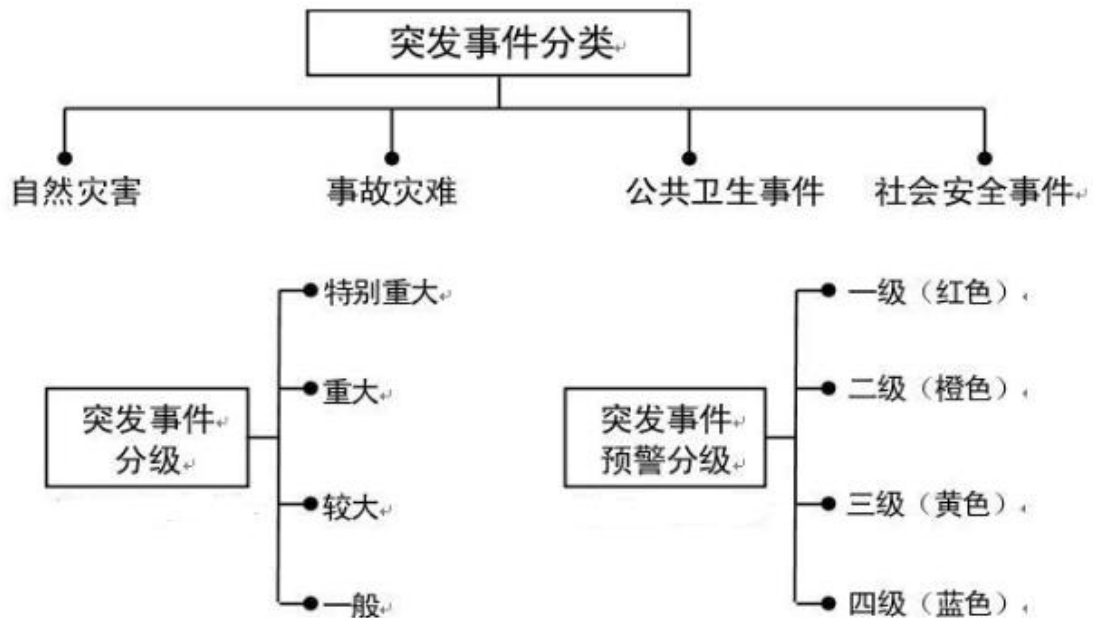 突发事件分类
自然灾害 事故灾难 公共卫生事件 社会安全事件
突发事件
分级
特别重大
重大
较大
一般
突发事件
预警分级
一级（红色）
二级（橙色）
三级（黄色）
四级（蓝色）